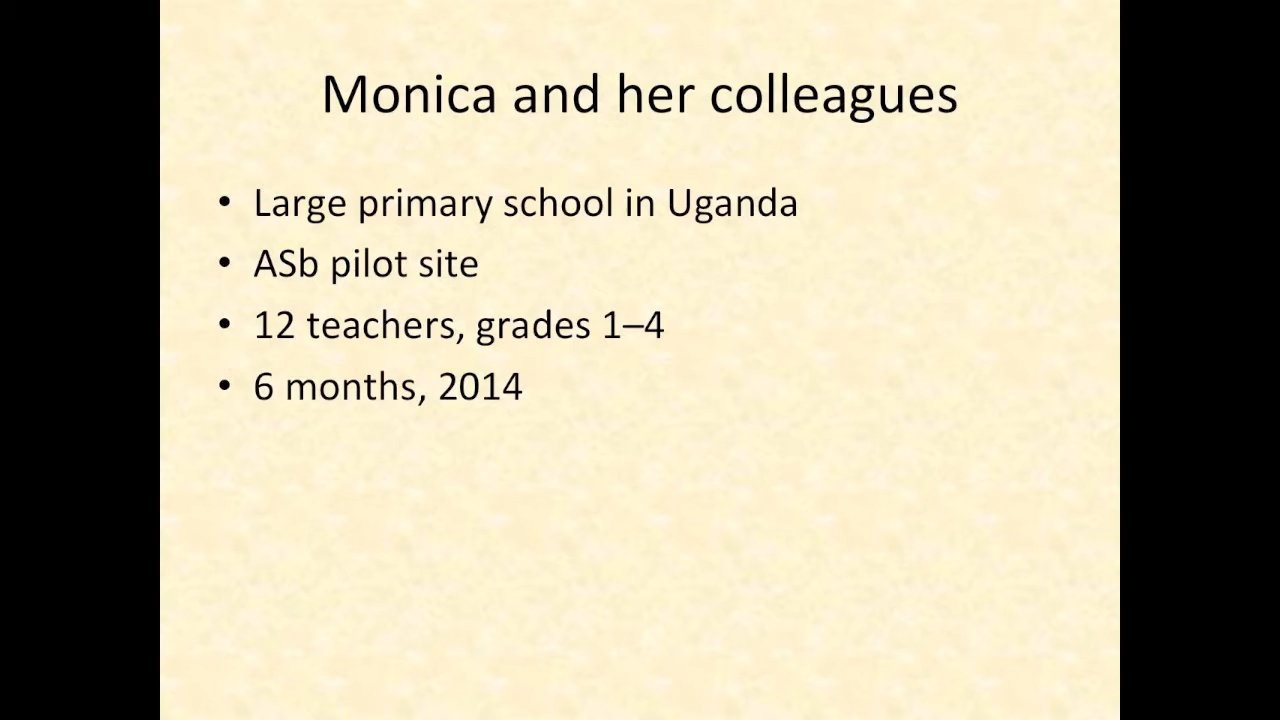 Monica and her colleagues
• Large primary school in Uganda
• ASb pilot site
• 12 teachers, grades 1–4
• 6 months, 2014